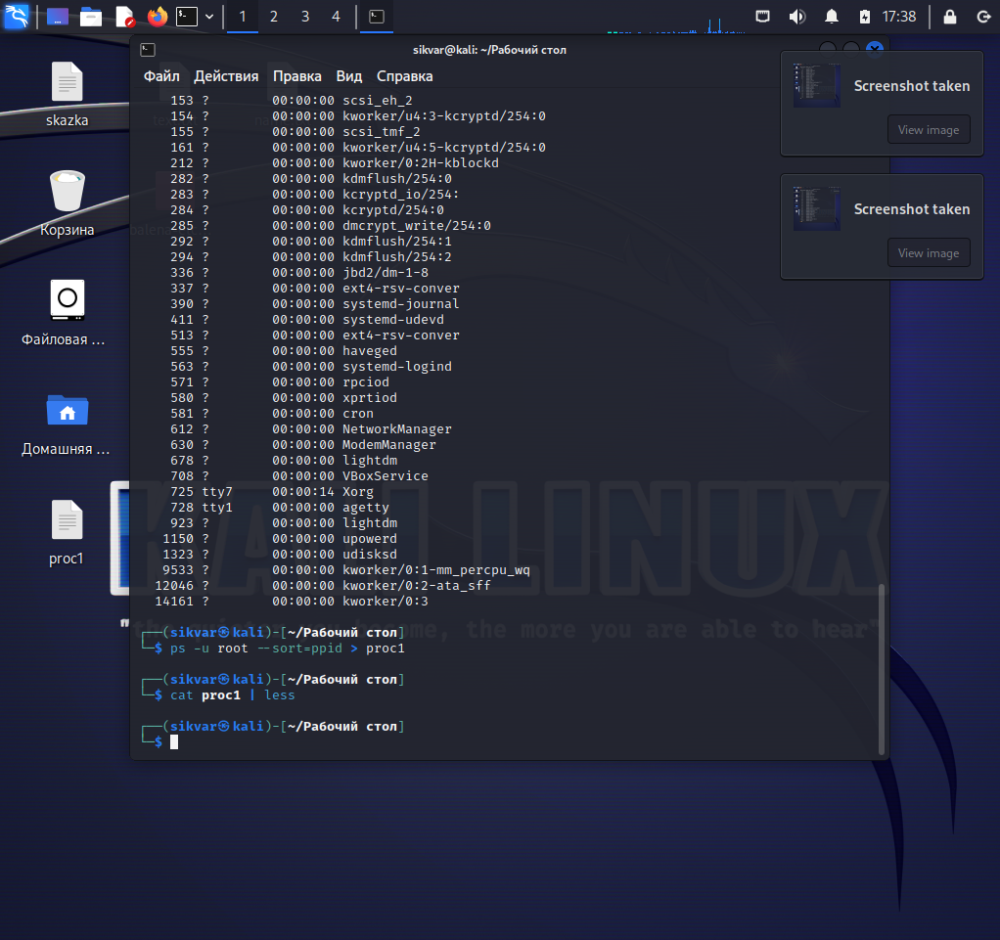 1 2 3 4
17:38
sikvar@kali: ~/Рабочий стол
Файл Действия Правка Вид Справка
153 ? 00:00:00 scsi_eh_2
154 ? 00:00:00 kworker/u4:3-kcryptd/254:0
155 ? 00:00:00 scsi_tmf_2
161 ? 00:00:00 kworker/u4:5-kcryptd/254:0
212 ? 00:00:00 kworker/0:2H-kblockd
282 ? 00:00:00 kdmflush/254:0
283 ? 00:00:00 kcryptd_io/254:
284 ? 00:00:00 kcryptd/254:0
285 ? 00:00:00 dmcrypt_write/254:0
292 ? 00:00:00 kdmflush/254:1
294 ? 00:00:00 kdmflush/254:2
336 ? 00:00:00 jbd2/dm-1-8
337 ? 00:00:00 ext4-rsv-conver
390 ? 00:00:00 systemd-journal
411 ? 00:00:00 systemd-udevd
513 ? 00:00:00 ext4-rsv-conver
555 ? 00:00:00 haveged
563 ? 00:00:00 systemd-logind
571 ? 00:00:00 rpciod
580 ? 00:00:00 xprtiod
581 ? 00:00:00 cron
612 ? 00:00:00 NetworkManager
630 ? 00:00:00 ModemManager
678 ? 00:00:00 lightdm
708 ? 00:00:00 VBoxService
725 tty7 00:00:14 Xorg
728 tty1 00:00:00 agetty
923 ? 00:00:00 lightdm
1150 ? 00:00:00 upowerd
1323 ? 00:00:00 udisksd
9533 ? 00:00:00 kworker/0:1-mm_percpu_wq
12046 ? 00:00:00 kworker/0:2-ata_sff
14161 ? 00:00:00 kworker/0:3
┌──(sikvar㉿kali)-[~/Рабочий стол]
└─$ ps -u root --sort=ppid > proc1
┌──(sikvar㉿kali)-[~/Рабочий стол]
└─$ cat proc1 | less
┌──(sikvar㉿kali)-[~/Рабочий стол]
└─$
Screenshot taken
View image
Screenshot taken
View image
skazka
Корзина
Файловая …
Домашняя …
proc1
KALI LINUX
"the quieter you become, the more you are able to hear"